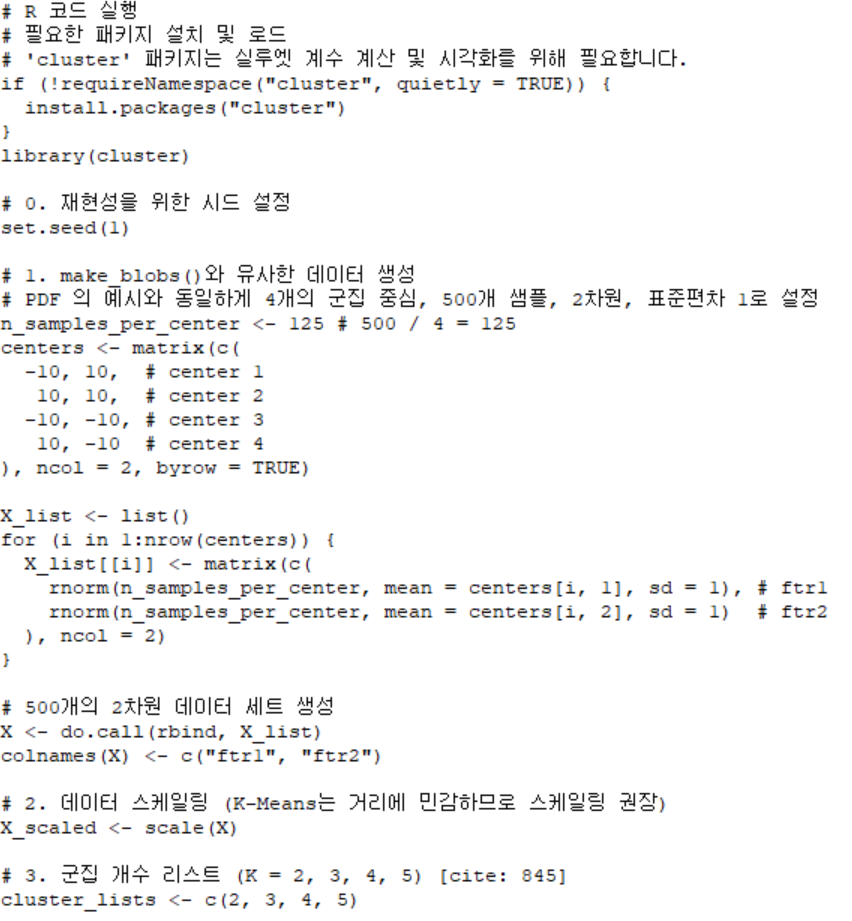 # R 코드 실행
# 필요한 패키지 설치 및 로드
# 'cluster' 패키지는 실루엣 계수 계산 및 시각화를 위해 필요합니다.
if (!requireNamespace("cluster", quietly = TRUE)) {
  install.packages("cluster")
}
library(cluster)

# 0. 재현성을 위한 시드 설정
set.seed(1)

# 1. make_blobs()와 유사한 데이터 생성
# PDF 의 예시와 동일하게 4개의 군집 중심, 500개 샘플, 2차원, 표준편차 1로 설정
n_samples_per_center <- 125 # 500 / 4 = 125
centers <- matrix(c(
  -10, 10,  # center 1
   10, 10,  # center 2
  -10, -10, # center 3
   10, -10  # center 4
), ncol = 2, byrow = TRUE)

X_list <- list()
for (i in 1:nrow(centers)) {
  X_list[[i]] <- matrix(c(
    rnorm(n_samples_per_center, mean = centers[i, 1], sd = 1), # ftr1
    rnorm(n_samples_per_center, mean = centers[i, 2], sd = 1)  # ftr2
  ), ncol = 2)
}

# 500개의 2차원 데이터 세트 생성
X <- do.call(rbind, X_list)
colnames(X) <- c("ftr1", "ftr2")

# 2. 데이터 스케일링 (K-Means는 거리에 민감하므로 스케일링 권장)
X_scaled <- scale(X)

# 3. 군집 개수 리스트 (K = 2, 3, 4, 5) [cite: 845]
cluster_lists <- c(2, 3, 4, 5)